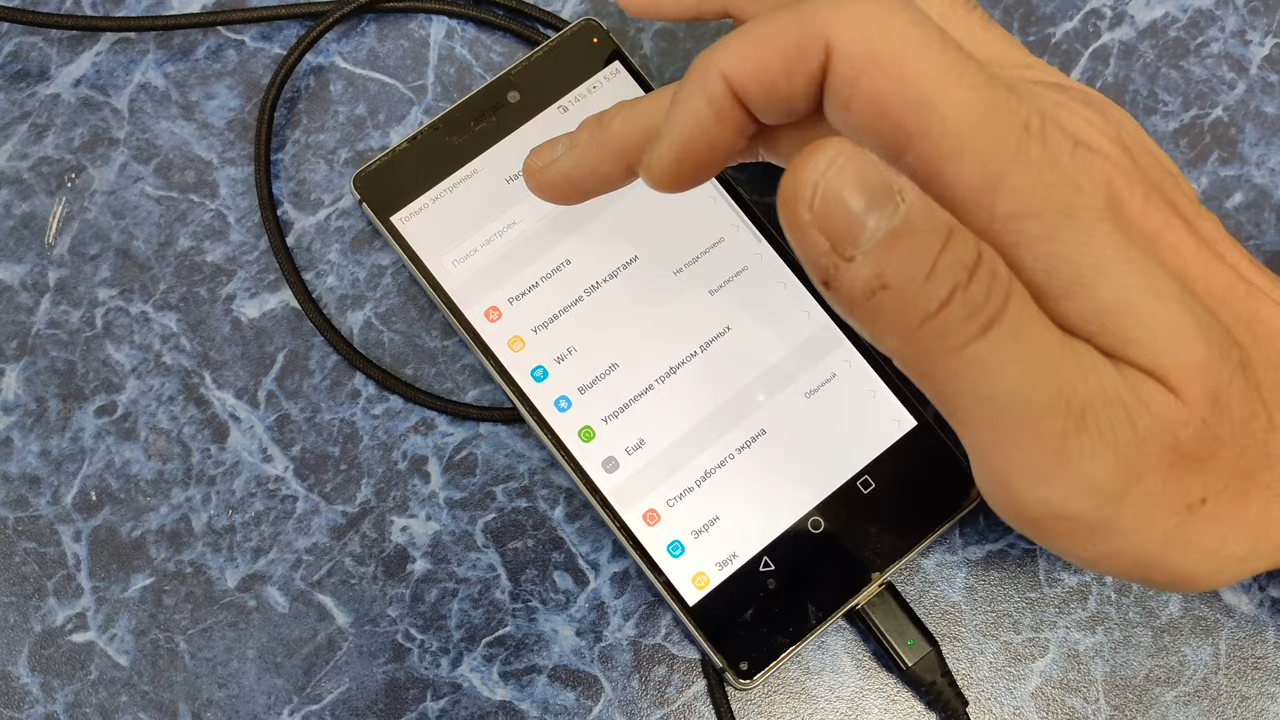 Только экстренные...
14% 5:54
Нас
Поиск настроек...
Режим полета
Управление SIM-картами
Wi-Fi
Не подключено
Bluetooth
Выключено
Управление трафиком данных
Ещё
Стиль рабочего экрана
Обычный
Экран
Звук